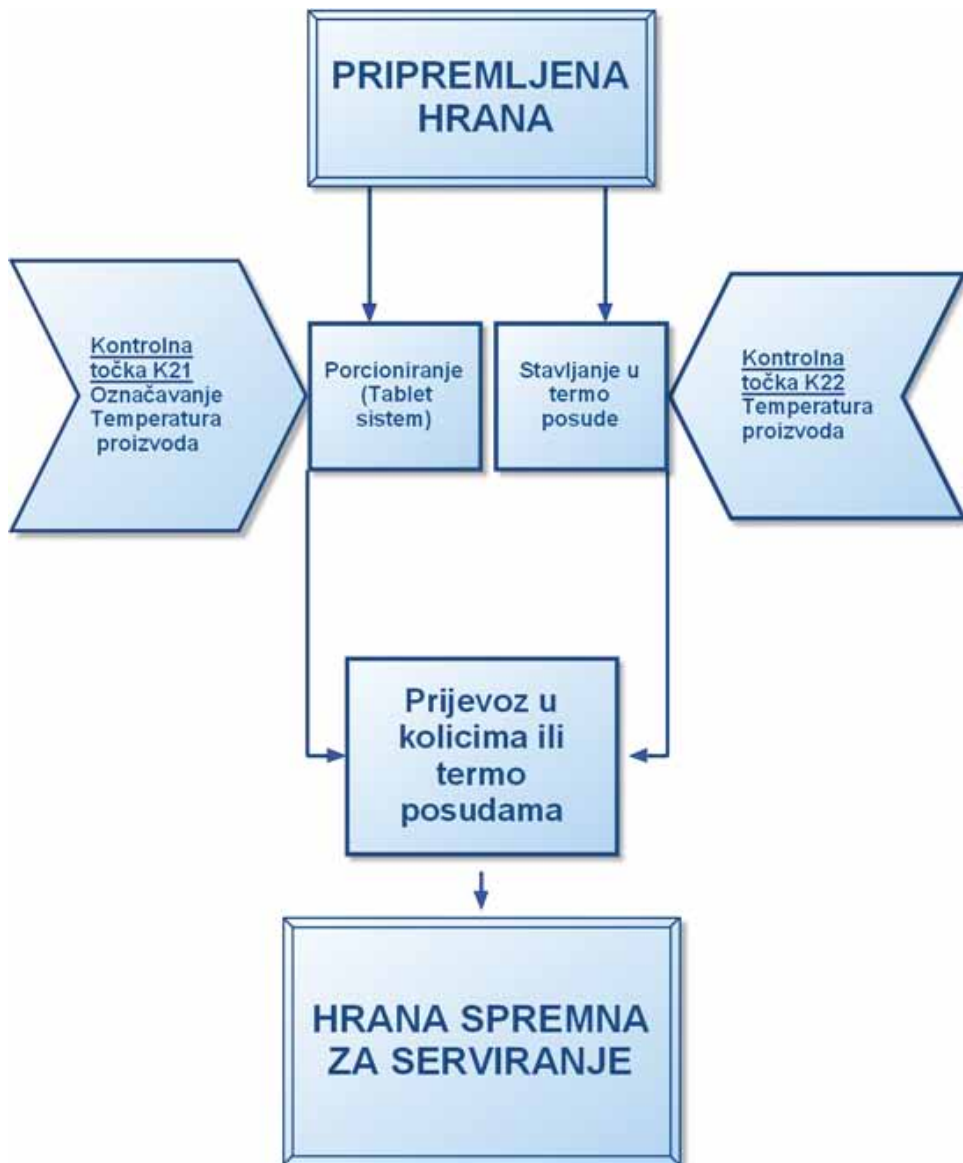 PRIPREMLJENA
HRANA
Kontrolna
točka K21
Označavanje
Temperatura
proizvoda
Porcioniranje
(Tablet
sistem)
Stavljanje u
termo
posude
Kontrolna
točka K22
Temperatura
proizvoda
Prijevoz u
kolicima ili
termo
posudama
HRANA SPREMNA
ZA SERVIRANJE